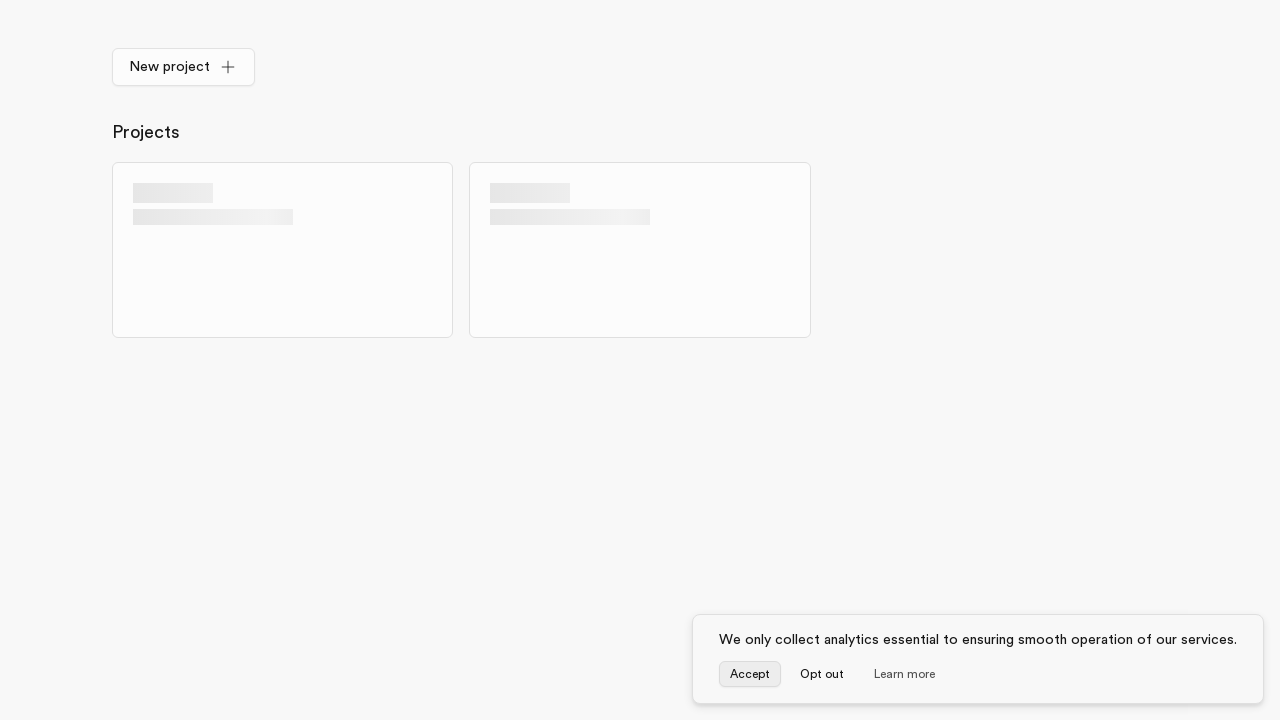 New project
Projects
We only collect analytics essential to ensuring smooth operation of our services.
Accept Opt out Learn more